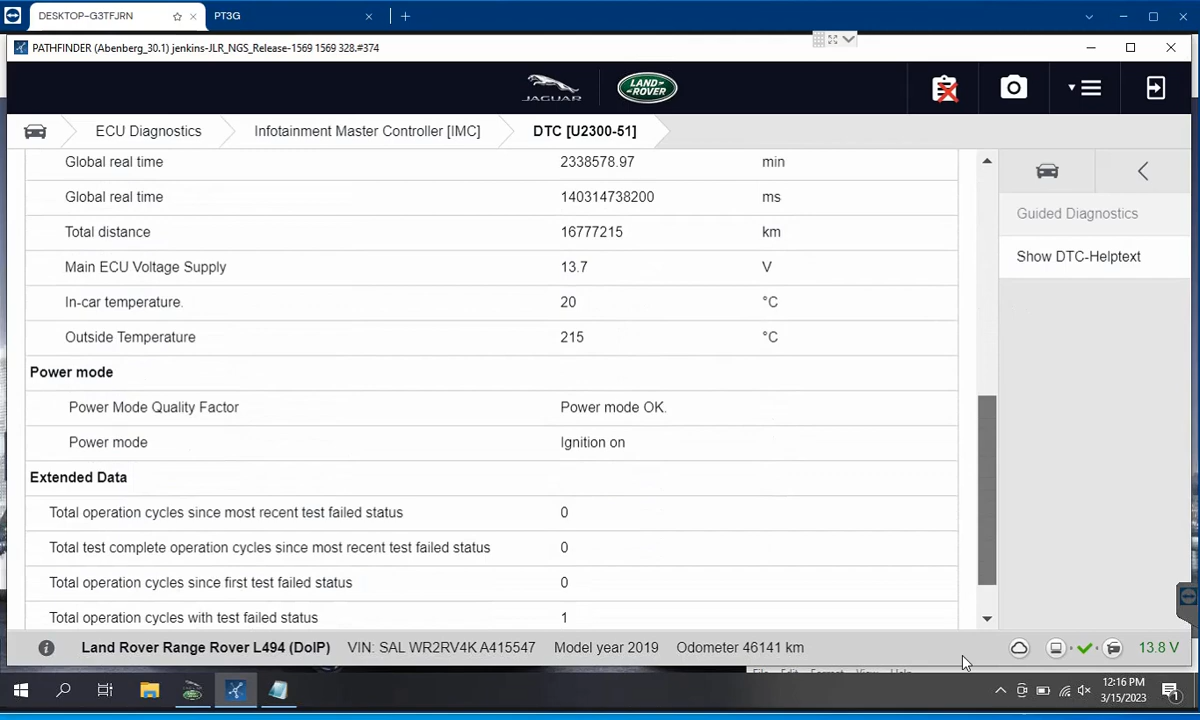 DESKTOP-G3TFJRN
PT3G
PATHFINDER (Abenberg_30.1) jenkins-JLR_NGS_Release-1569 1569 328.#374
JAGUAR
LAND-
ROVER
ECU Diagnostics
Infotainment Master Controller [IMC]
DTC [U2300-51]
Global real time 2338578.97 min
Global real time 140314738200 ms
Total distance 16777215 km
Main ECU Voltage Supply 13.7 V
In-car temperature. 20 °C
Outside Temperature 215 °C
Power mode
Power Mode Quality Factor Power mode OK.
Power mode Ignition on
Extended Data
Total operation cycles since most recent test failed status 0
Total test complete operation cycles since most recent test failed status 0
Total operation cycles since first test failed status 0
Total operation cycles with test failed status 1
Guided Diagnostics
Show DTC-Helptext
Land Rover Range Rover L494 (DoIP) VIN: SAL WR2RV4K A415547 Model year 2019 Odometer 46141 km 13.8 V
File Edit Format View Help
12:16 PM
3/15/2023
1